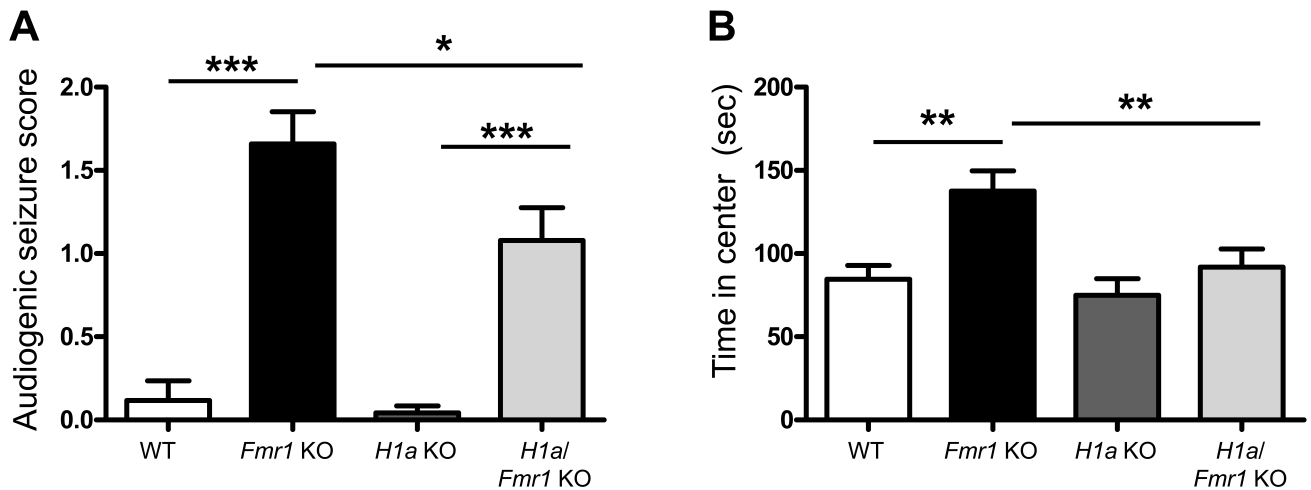 A
Audiogenic seizure score
2.0
1.5
1.0
0.5
0.0
***
*
***
WT
Fmr1 KO
H1a KO
H1a/
Fmr1 KO
B
Time in center (sec)
200
150
100
50
0
**
**
WT
Fmr1 KO
H1a KO
H1a/
Fmr1 KO